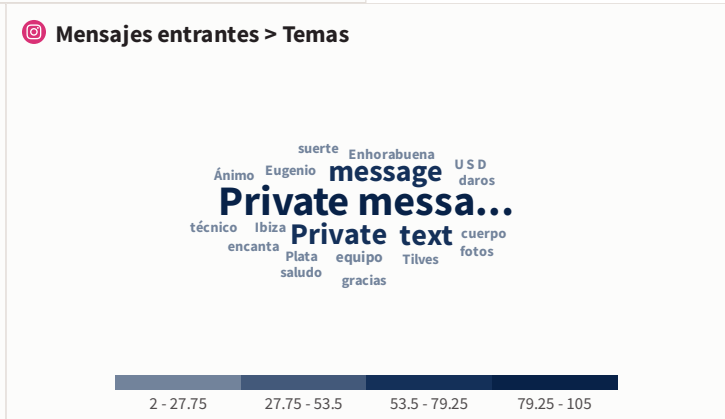 Mensajes entrantes > Temas
suerte Enhorabuena U S D
Ánimo Eugenio message daros
Private messa...
técnico Ibiza Private text cuerpo
encanta Plata equipo Tilves fotos
saludo gracias
2 - 27.75 27.75 - 53.5 53.5 - 79.25 79.25 - 105